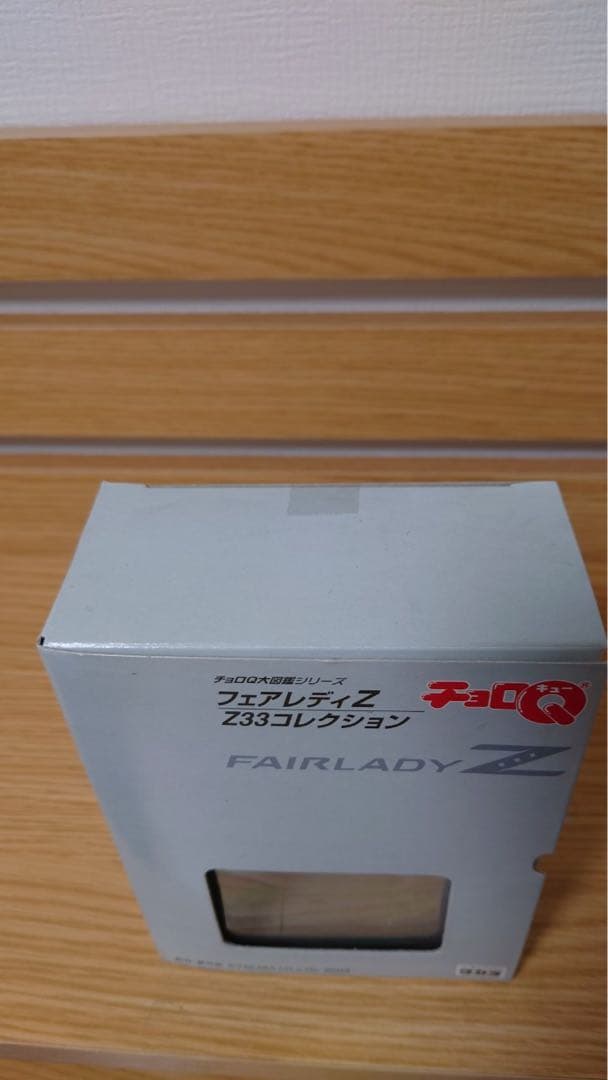 チョロQ大図鑑シリーズ
フェアレディZ
Z33コレクション
チョロQ
キュー
FAIRLADY Z